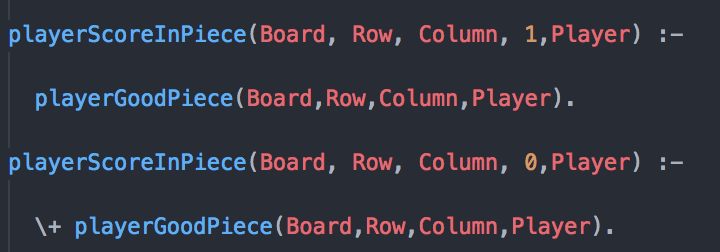 playerScoreInPiece(Board, Row, Column, 1,Player) :-
playerGoodPiece(Board,Row,Column,Player).
playerScoreInPiece(Board, Row, Column, 0,Player) :-
\+ playerGoodPiece(Board,Row,Column,Player).